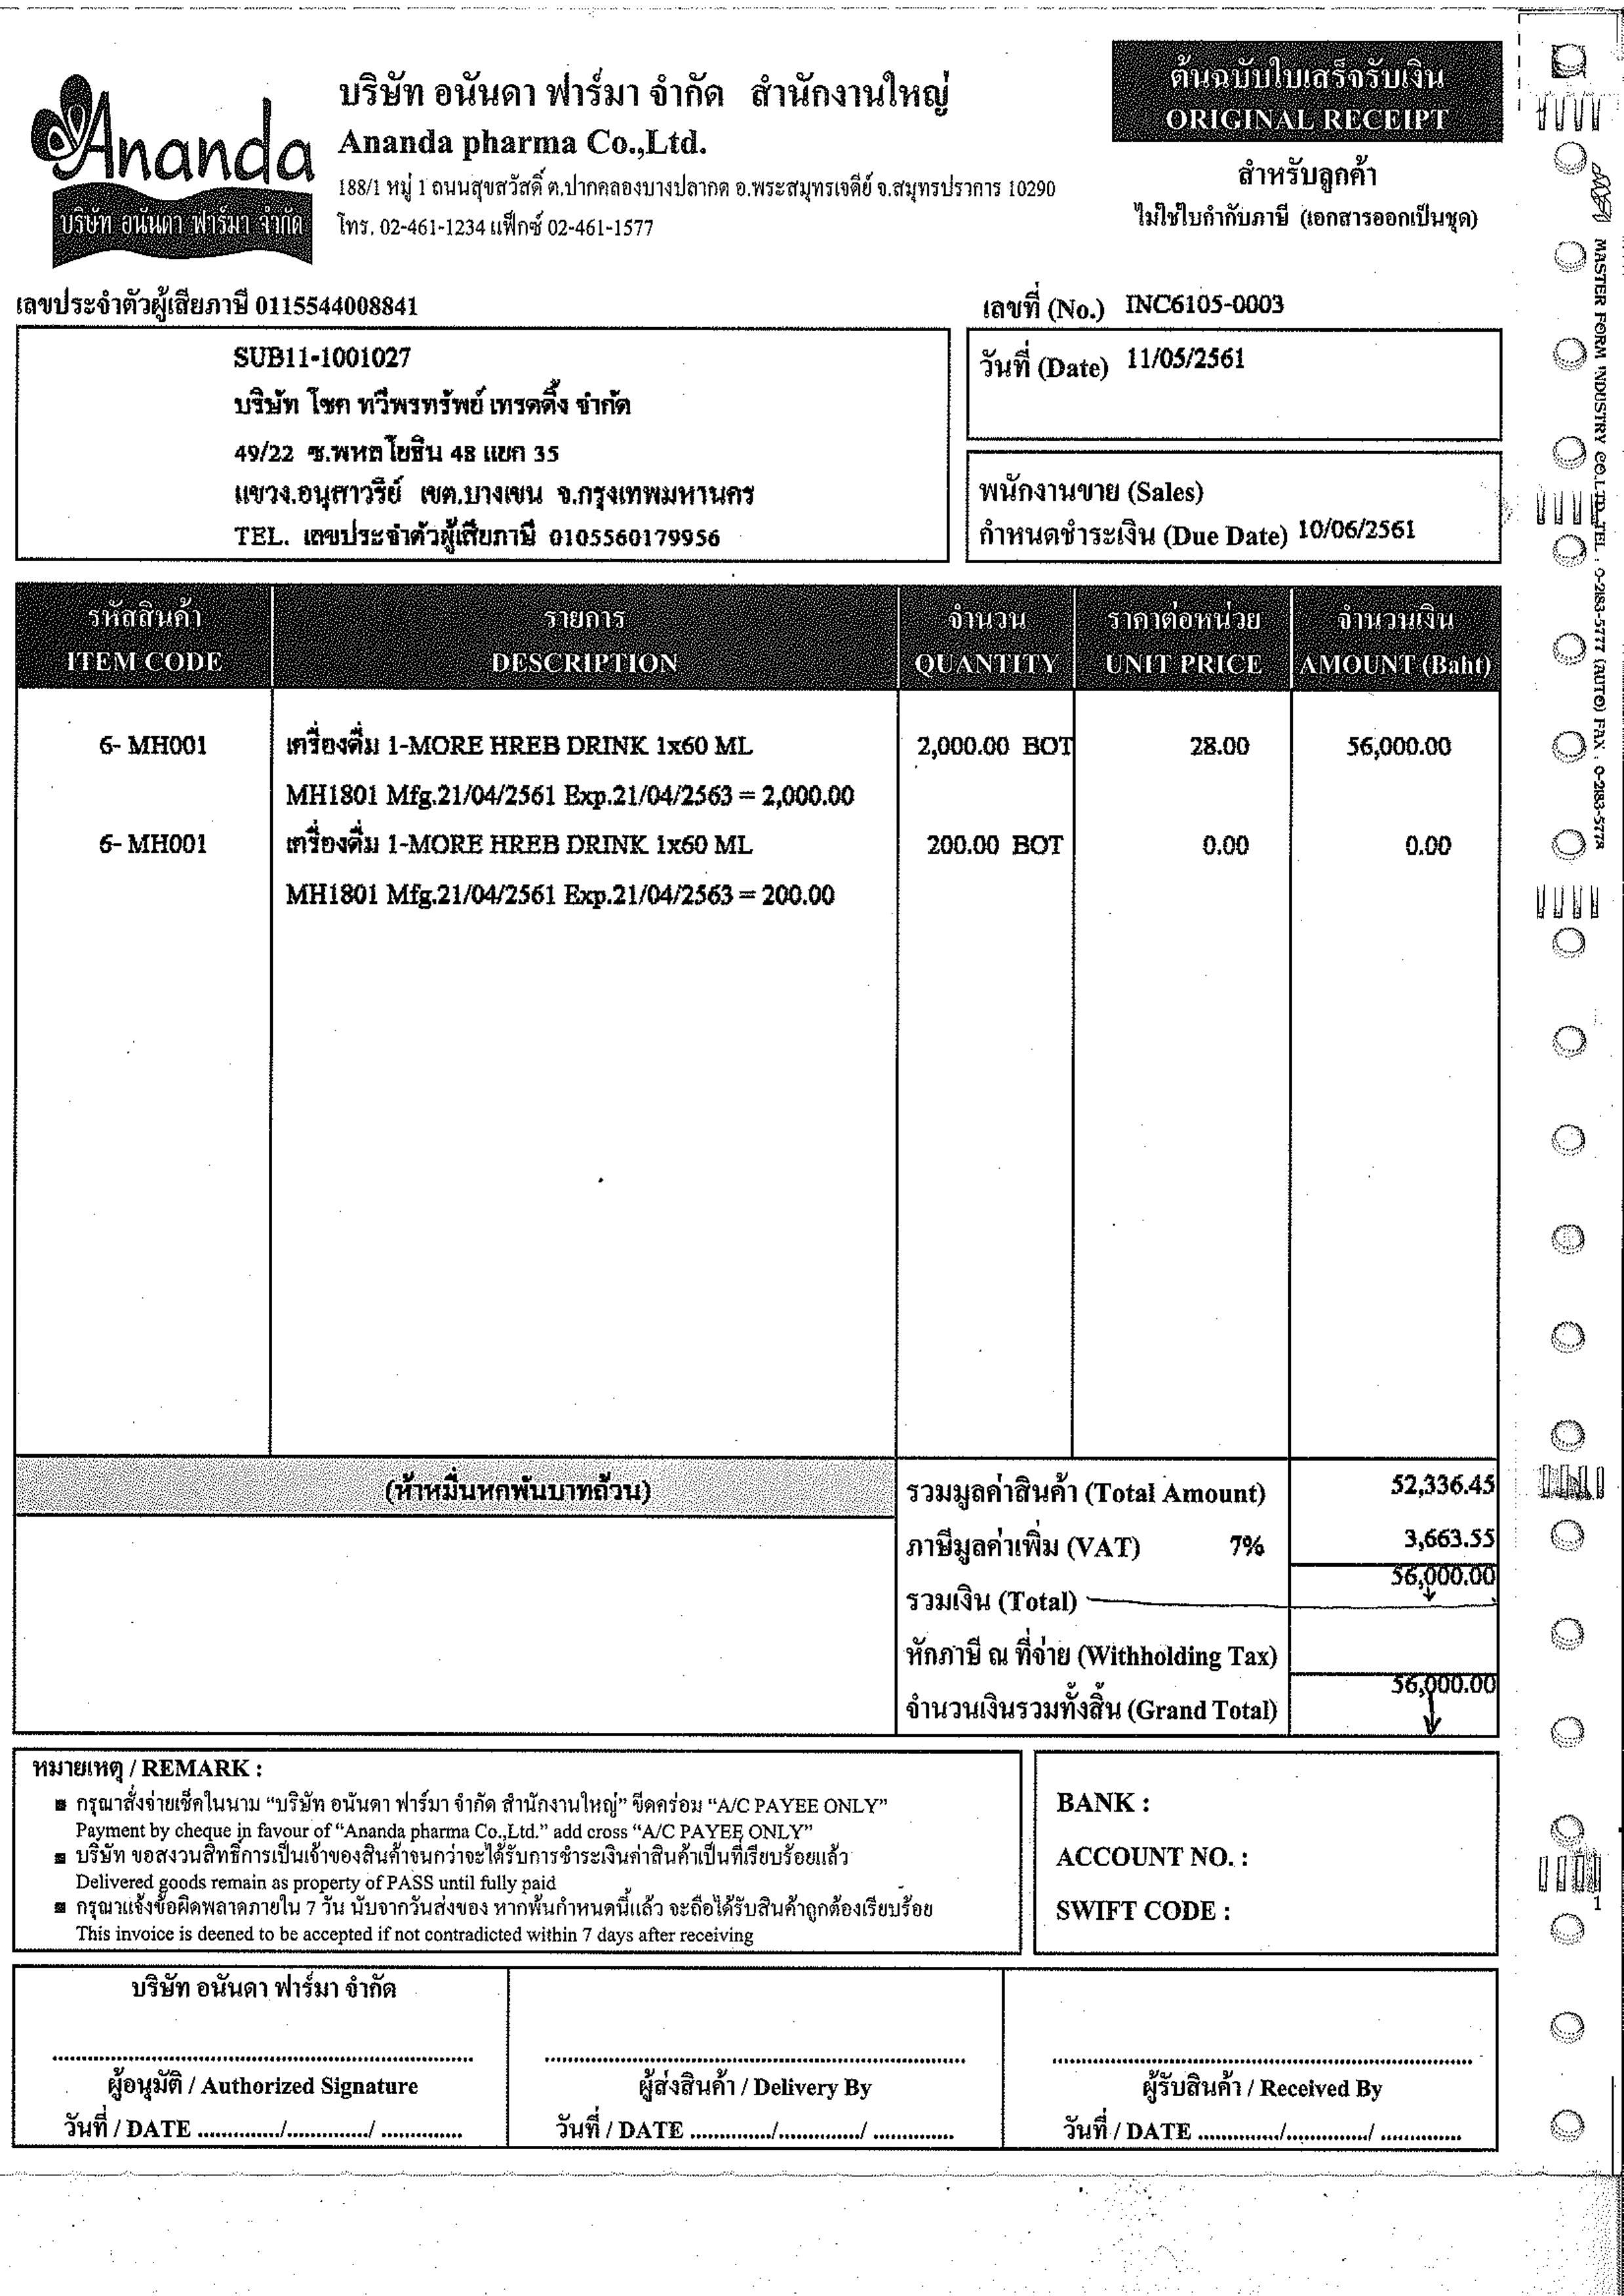 Ananda
บริษัท อนันดา ฟาร์มา จำกัด
บริษัท อนันดา ฟาร์มา จำกัด สำนักงานใหญ่
Ananda pharma Co.,Ltd.
188/1 หมู่ 1 ถนนสุขสวัสดิ์ ต.ปากคลองบางปลากด อ.พระสมุทรเจดีย์ จ.สมุทรปราการ 10290
โทร. 02-461-1234 แฟ็กซ์ 02-461-1577
ต้นฉบับใบเสร็จรับเงิน
ORIGINAL RECEIPT
สำหรับลูกค้า
ไม่ใช่ใบกำกับภาษี (เอกสารออกเป็นชุด)
เลขประจำตัวผู้เสียภาษี 0115544008841
เลขที่ (No.) INC6105-0003
SUB11-1001027
บริษัท โชค ทวีพรทรัพย์ เทรดดิ้ง จำกัด
49/22 ซ.พหลโยธิน 48 แยก 35
แขวง.อนุสาวรีย์ เขต.บางเขน จ.กรุงเทพมหานคร
TEL. เลขประจำตัวผู้เสียภาษี 0105560179956
วันที่ (Date) 11/05/2561
พนักงานขาย (Sales)
กำหนดชำระเงิน (Due Date) 10/06/2561
รหัสสินค้า รายการ จำนวน ราคาต่อหน่วย จำนวนเงิน
ITEM CODE DESCRIPTION QUANTITY UNIT PRICE AMOUNT (Baht)
6- MH001 เครื่องดื่ม 1-MORE HREB DRINK 1x60 ML 2,000.00 BOT 28.00 56,000.00
MH1801 Mfg.21/04/2561 Exp.21/04/2563 = 2,000.00
6- MH001 เครื่องดื่ม 1-MORE HREB DRINK 1x60 ML 200.00 BOT 0.00 0.00
MH1801 Mfg.21/04/2561 Exp.21/04/2563 = 200.00
(ห้าหมื่นหกพันบาทถ้วน)
รวมมูลค่าสินค้า (Total Amount) 52,336.45
ภาษีมูลค่าเพิ่ม (VAT) 7% 3,663.55
รวมเงิน (Total) 56,000.00
หักภาษี ณ ที่จ่าย (Withholding Tax)
จำนวนเงินรวมทั้งสิ้น (Grand Total) 56,000.00
หมายเหตุ / REMARK :
กรุณาสั่งจ่ายเช็คในนาม “บริษัท อนันดา ฟาร์มา จำกัด สำนักงานใหญ่” ขีดคร่อม “A/C PAYEE ONLY”
Payment by cheque in favour of “Ananda pharma Co.,Ltd.” add cross “A/C PAYEE ONLY”
บริษัท ขอสงวนสิทธิ์การเป็นเจ้าของสินค้าจนกว่าจะได้รับการชำระเงินค่าสินค้าเป็นที่เรียบร้อยแล้ว
Delivered goods remain as property of PASS until fully paid
กรุณาแจ้งข้อผิดพลาดภายใน 7 วัน นับจากวันส่งของ หากพ้นกำหนดนี้แล้ว จะถือได้รับสินค้าถูกต้องเรียบร้อย
This invoice is deened to be accepted if not contradicted within 7 days after receiving
BANK :
ACCOUNT NO. :
SWIFT CODE :
บริษัท อนันดา ฟาร์มา จำกัด
ผู้อนุมัติ / Authorized Signature
วันที่ / DATE ............../............../ ..............
ผู้ส่งสินค้า / Delivery By
วันที่ / DATE ............../............../ ..............
ผู้รับสินค้า / Received By
วันที่ / DATE ............../............../ ..............
MASTER FORM INDUSTRY CO.,LTD. TEL : 0-2183-5777 (AUTO) FAX : 0-2183-5778
1